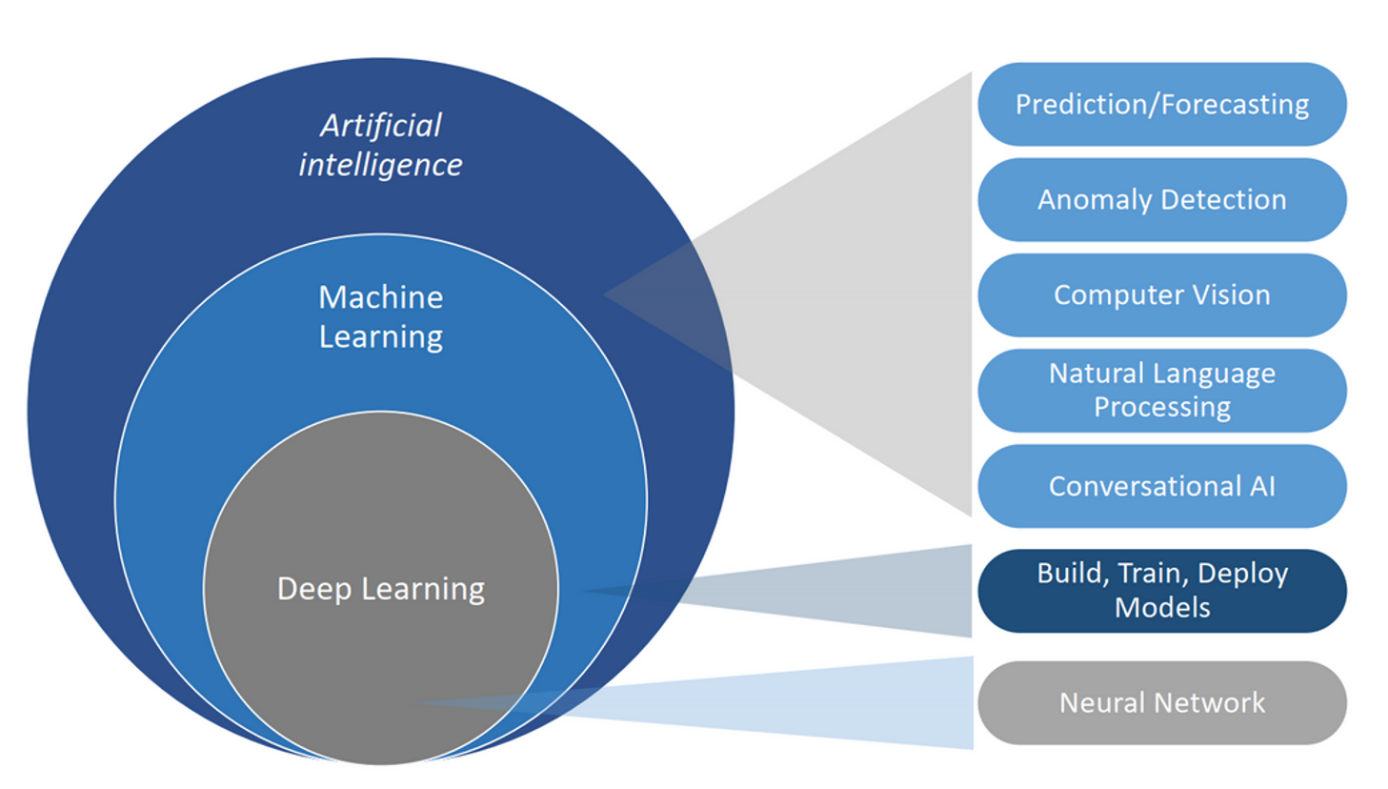 Artificial
intelligence
Machine
Learning
Deep Learning
Prediction/Forecasting
Anomaly Detection
Computer Vision
Natural Language
Processing
Conversational AI
Build, Train, Deploy
Models
Neural Network